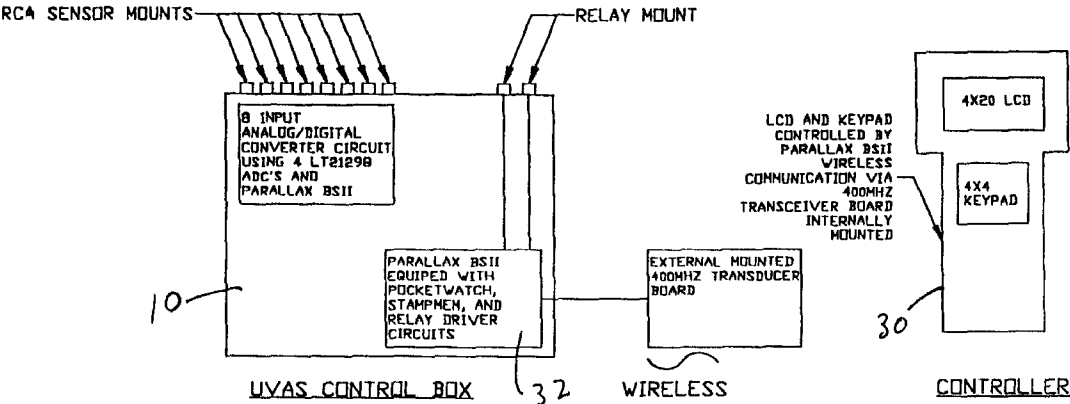 RCA SENSOR MOUNTS
RELAY MOUNT
8 INPUT
ANALOG/DIGITAL
CONVERTER CIRCUIT
USING 4 LT21298
ADC'S AND
PARALLAX BSII
PARALLAX BSII
EQUIPED WITH
POCKETWATCH,
STAMPMEM, AND
RELAY DRIVER
CIRCUITS
EXTERNAL MOUNTED
400MHZ TRANSDUCER
BOARD
LCD AND KEYPAD
CONTROLLED BY
PARALLAX BSII
WIRELESS
COMMUNICATION VIA
400MHZ
TRANSCEIVER BOARD
INTERNALLY
MOUNTED
4X20 LCD
4X4
KEYPAD
10
32
30
UVAS CONTROL BOX
WIRELESS
CONTROLLER